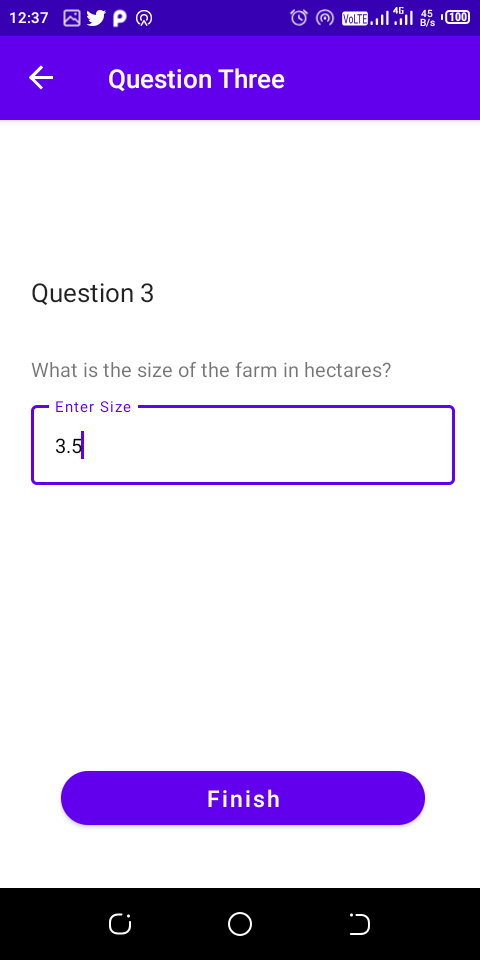 12:37
VoLTE 4G 45 B/s 100
Question Three
Question 3
What is the size of the farm in hectares?
Enter Size
3.5
Finish